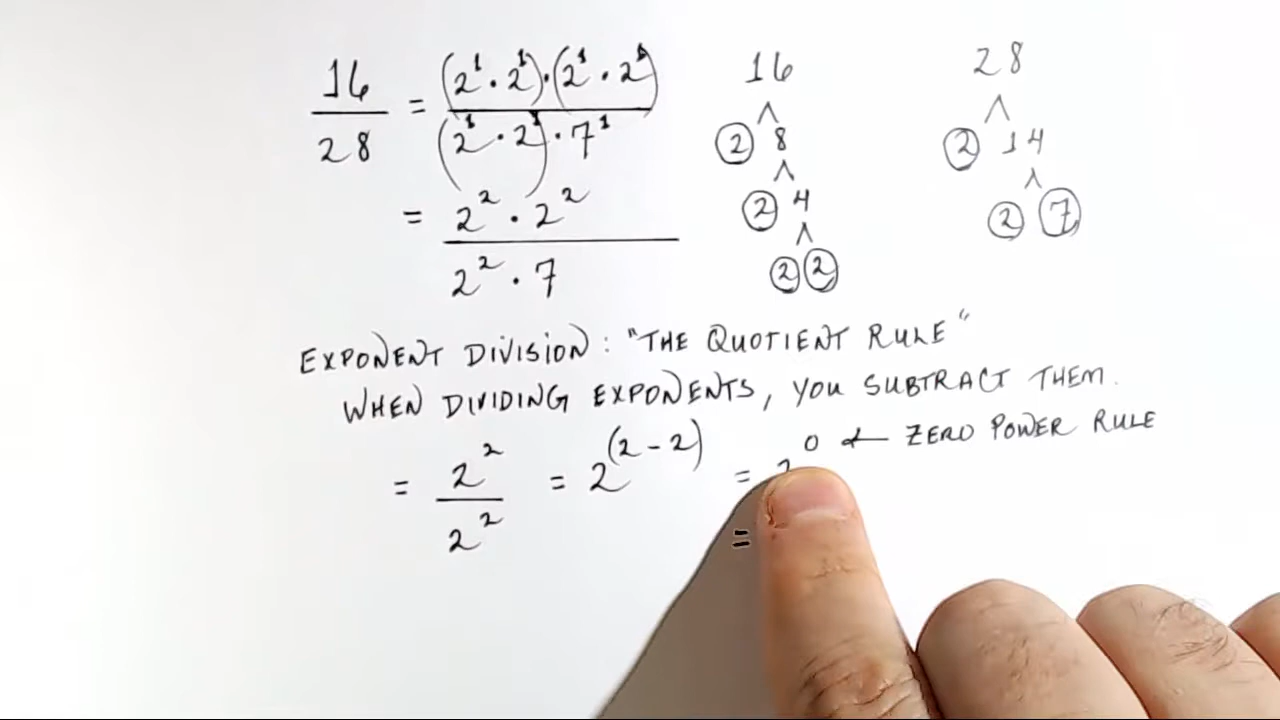 16/28 = (2¹ · 2¹) · (2¹ · 2¹) / (2¹ · 2¹) · 7¹
= 2² · 2² / 2² · 7
16
2 8
2 4
2 2
28
2 14
2 7
EXPONENT DIVISION: "THE QUOTIENT RULE"
WHEN DIVIDING EXPONENTS, YOU SUBTRACT THEM.
= 2² / 2² = 2^(2 - 2) = 2⁰ ← ZERO POWER RULE
=